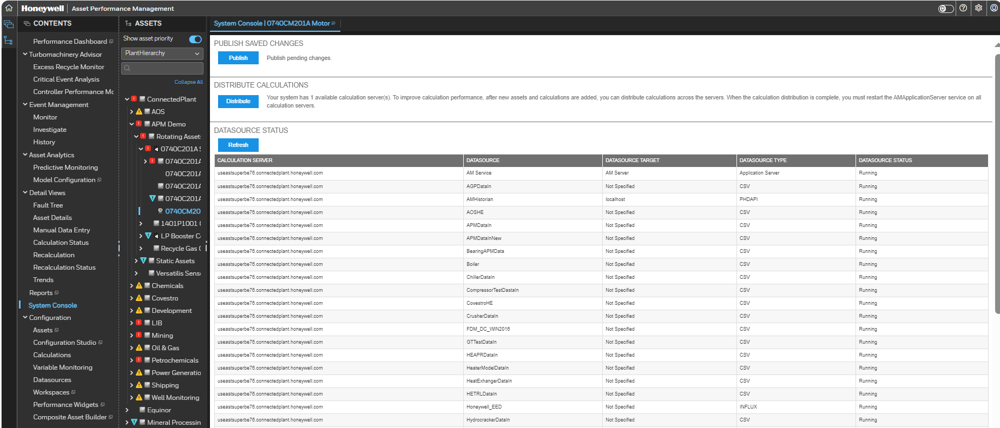 Honeywell | Asset Performance Management
CONTENTS
Performance Dashboard
Turbomachinery Advisor
Excess Recycle Monitor
Critical Event Analysis
Controller Performance Mo
Event Management
Monitor
Investigate
History
Asset Analytics
Predictive Monitoring
Model Configuration
Detail Views
Fault Tree
Asset Details
Manual Data Entry
Calculation Status
Recalculation
Recalculation Status
Trends
Reports
System Console
Configuration
Assets
Configuration Studio
Calculations
Variable Monitoring
Datasources
Workspaces
Performance Widgets
Composite Asset Builder
ASSETS
Show asset priority
PlantHierarchy
Collapse All
ConnectedPlant
AOS
APM Demo
Rotating Assets
0740C201A S
0740C201A
0740C201A
0740C201A
0740C201A
0740CM20
1401P1001 C
LP Booster Co
Recycle Gas C
Static Assets
Versatilis Senso
Chemicals
Covestro
Development
LIB
Mining
Oil & Gas
Petrochemicals
Power Generatio
Shipping
Well Monitoring
Equinor
Mineral Processin
System Console | 0740CM201A Motor
PUBLISH SAVED CHANGES
Publish Publish pending changes.
DISTRIBUTE CALCULATIONS
Distribute Your system has 1 available calculation server(s). To improve calculation performance, after new assets and calculations are added, you can distribute calculations across the servers. When the calculation distribution is complete, you must restart the AMApplicationServer service on all
calculation servers.
DATASOURCE STATUS
Refresh
CALCULATION SERVER DATASOURCE DATASOURCE TARGET DATASOURCE TYPE DATASOURCE STATUS
useastsuperbe76.connectedplant.honeywell.com AM Service AM Server Application Server Running
useastsuperbe76.connectedplant.honeywell.com AGPDataIn Not Specified CSV Running
useastsuperbe76.connectedplant.honeywell.com AMHistorian localhost PHDAPI Running
useastsuperbe76.connectedplant.honeywell.com AOSHE Not Specified CSV Running
useastsuperbe76.connectedplant.honeywell.com APMDataIn Not Specified CSV Running
useastsuperbe76.connectedplant.honeywell.com APMDataInNew Not Specified CSV Running
useastsuperbe76.connectedplant.honeywell.com BearingAPMData Not Specified CSV Running
useastsuperbe76.connectedplant.honeywell.com Boiler Not Specified CSV Running
useastsuperbe76.connectedplant.honeywell.com ChillerDataIn Not Specified CSV Running
useastsuperbe76.connectedplant.honeywell.com CompressorTestDastaIn Not Specified CSV Running
useastsuperbe76.connectedplant.honeywell.com CovestroHE Not Specified CSV Running
useastsuperbe76.connectedplant.honeywell.com CrusherDataIn Not Specified CSV Running
useastsuperbe76.connectedplant.honeywell.com FDM_DC_WIN2016 Not Specified CSV Running
useastsuperbe76.connectedplant.honeywell.com GTTestDataIn Not Specified CSV Running
useastsuperbe76.connectedplant.honeywell.com HEAPRDataIn Not Specified CSV Running
useastsuperbe76.connectedplant.honeywell.com HeaterModelDataIn Not Specified CSV Running
useastsuperbe76.connectedplant.honeywell.com HeatExhangerDataIn Not Specified CSV Running
useastsuperbe76.connectedplant.honeywell.com HETRLDataIn Not Specified CSV Running
useastsuperbe76.connectedplant.honeywell.com Honeywell_EED Not Specified INFLUX Running
useastsuperbe76.connectedplant.honeywell.com HydrocrackerDataIn Not Specified CSV Running